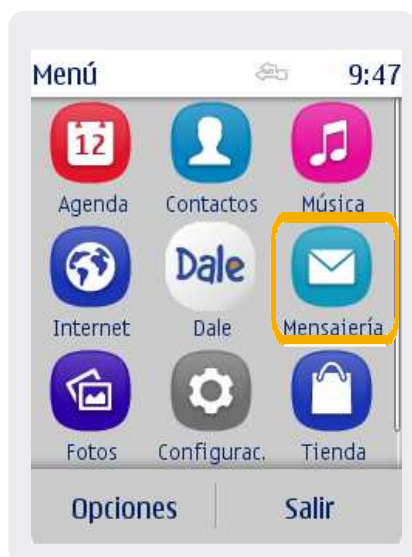 Menú 9:47
12
Agenda Contactos Música
Dale
Internet Dale Mensaiería
Fotos Configurac. Tienda
Opciones Salir